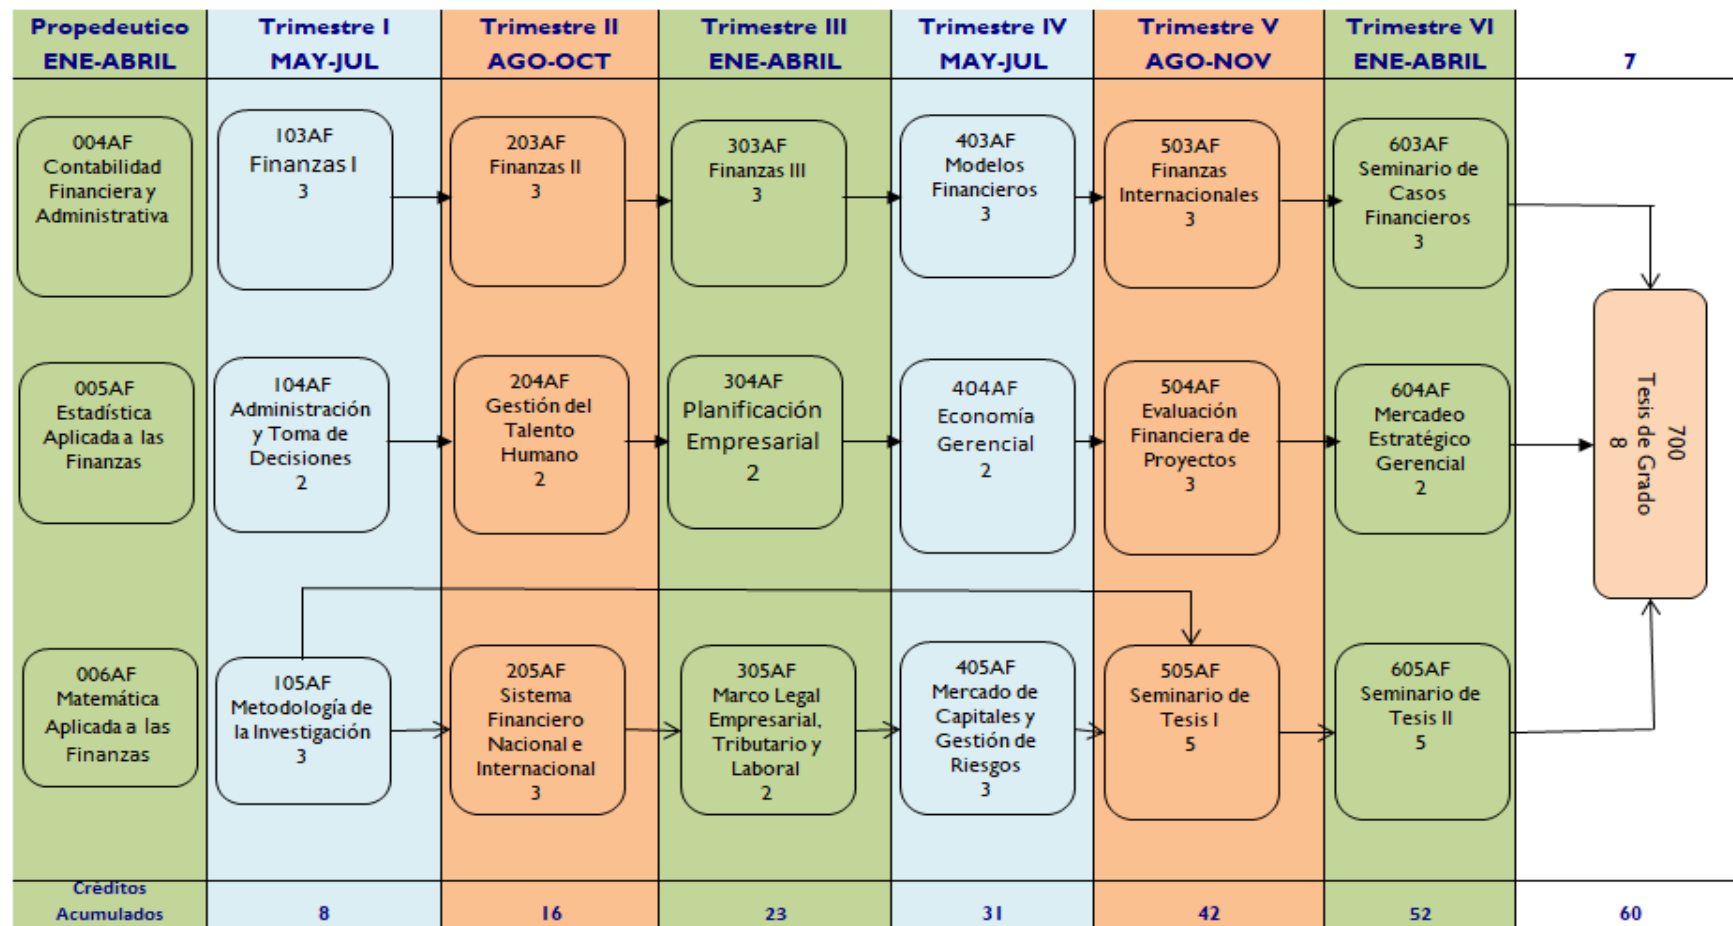 Propedeutico
ENE-ABRIL
Trimestre I
MAY-JUL
Trimestre II
AGO-OCT
Trimestre III
ENE-ABRIL
Trimestre IV
MAY-JUL
Trimestre V
AGO-NOV
Trimestre VI
ENE-ABRIL
7
004AF
Contabilidad
Financiera y
Administrativa
103AF
Finanzas I
3
203AF
Finanzas II
3
303AF
Finanzas III
3
403AF
Modelos
Financieros
3
503AF
Finanzas
Internacionales
3
603AF
Seminario de
Casos
Financieros
3
005AF
Estadística
Aplicada a las
Finanzas
104AF
Administración
y Toma de
Decisiones
2
204AF
Gestión del
Talento
Humano
2
304AF
Planificación
Empresarial
2
404AF
Economía
Gerencial
2
504AF
Evaluación
Financiera de
Proyectos
3
604AF
Mercadeo
Estratégico
Gerencial
2
700
Tesis de Grado
8
006AF
Matemática
Aplicada a las
Finanzas
105AF
Metodología de
la Investigación
3
205AF
Sistema
Financiero
Nacional e
Internacional
3
305AF
Marco Legal
Empresarial,
Tributario y
Laboral
2
405AF
Mercado de
Capitales y
Gestión de
Riesgos
3
505AF
Seminario de
Tesis I
5
605AF
Seminario de
Tesis II
5
Créditos
Acumulados
8
16
23
31
42
52
60